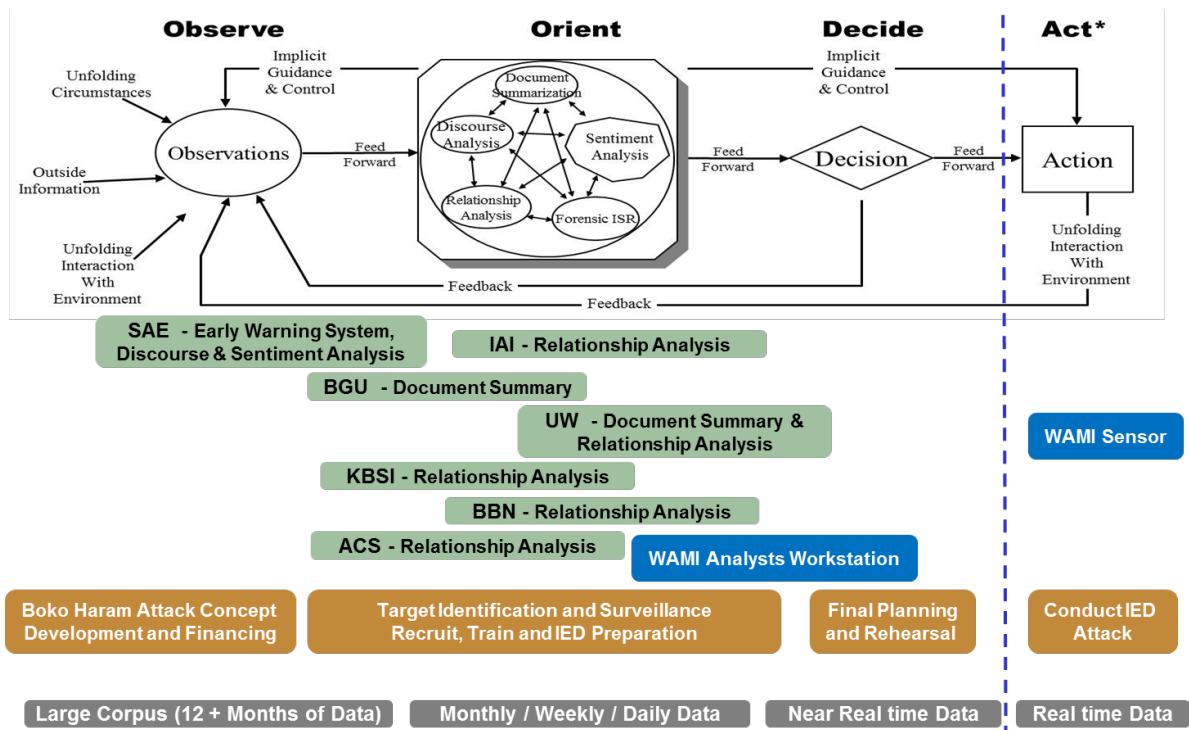 Observe
Orient
Decide
Act*
Implicit
Guidance
& Control
Implicit
Guidance
& Control
Unfolding
Circumstances
Document
Summarization
Discourse
Analysis
Sentiment
Analysis
Observations
Feed
Forward
Feed
Forward
Decision
Feed
Forward
Action
Outside
Information
Relationship
Analysis
Forensic ISR
Unfolding
Interaction
With
Environment
Unfolding
Interaction
With
Environment
Feedback
Feedback
SAE - Early Warning System,
Discourse & Sentiment Analysis
IAI - Relationship Analysis
BGU - Document Summary
UW - Document Summary &
Relationship Analysis
WAMI Sensor
KBSI - Relationship Analysis
BBN - Relationship Analysis
ACS - Relationship Analysis
WAMI Analysts Workstation
Boko Haram Attack Concept
Development and Financing
Target Identification and Surveillance
Recruit, Train and IED Preparation
Final Planning
and Rehearsal
Conduct IED
Attack
Large Corpus (12 + Months of Data)
Monthly / Weekly / Daily Data
Near Real time Data
Real time Data